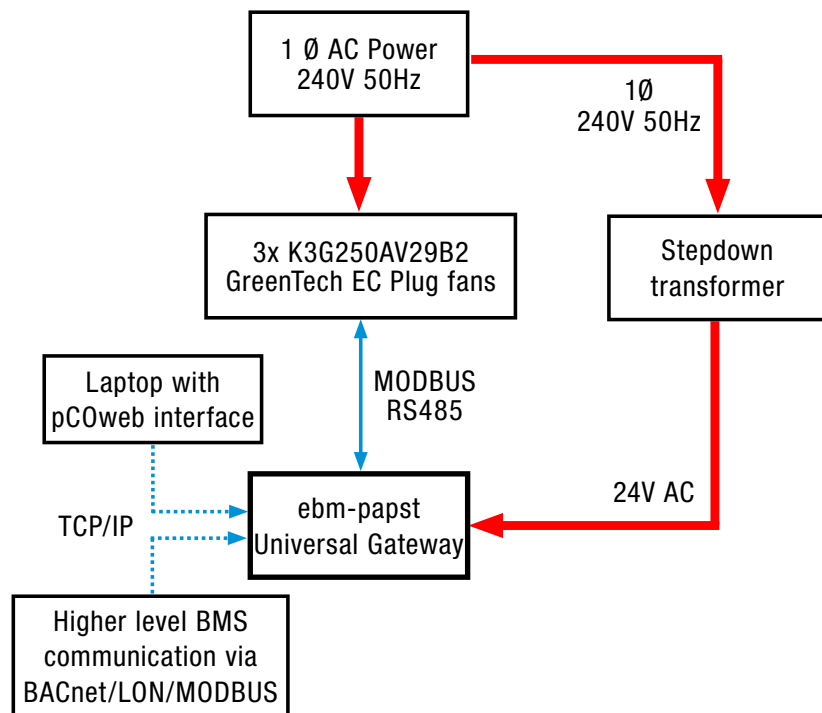 1 Ø AC Power
240V 50Hz
1Ø
240V 50Hz
3x K3G250AV29B2
GreenTech EC Plug fans
Stepdown
transformer
Laptop with
pCOweb interface
MODBUS
RS485
24V AC
ebm-papst
Universal Gateway
TCP/IP
Higher level BMS
communication via
BACnet/LON/MODBUS